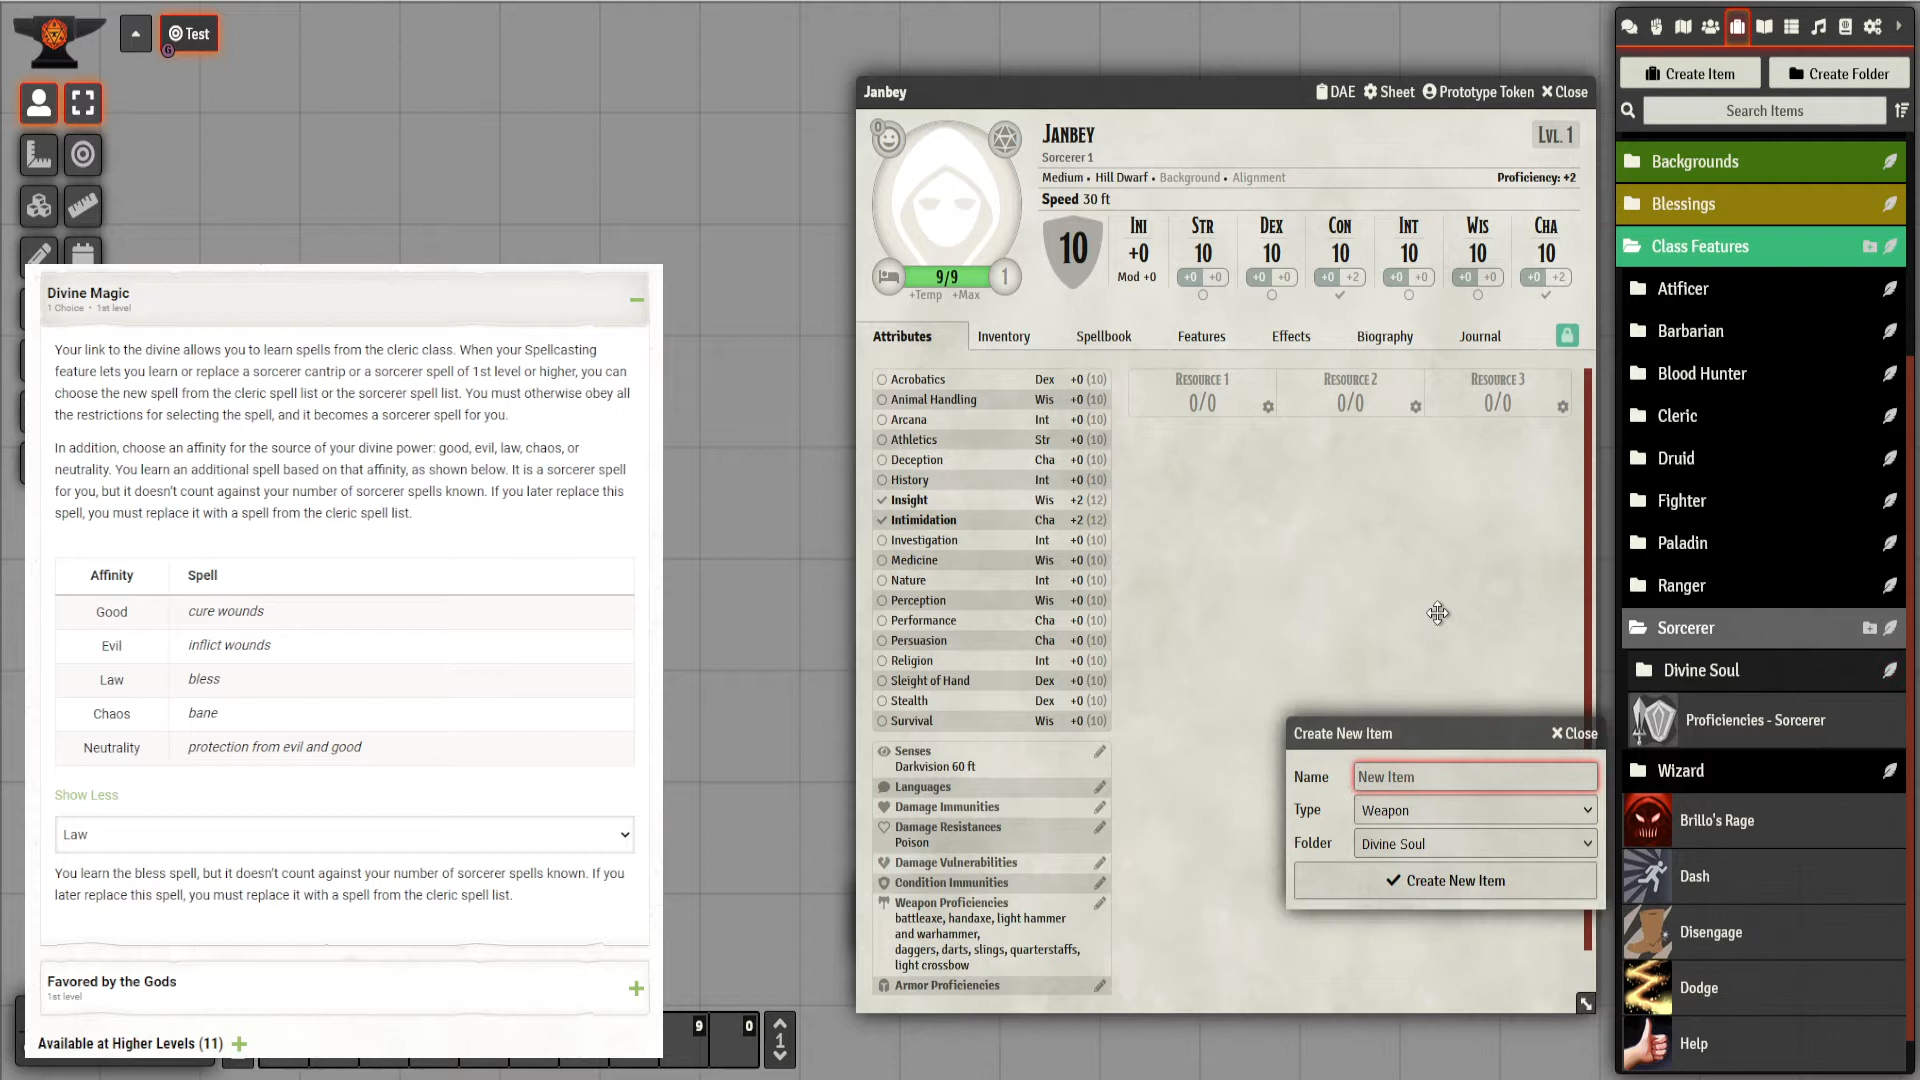 Test
G
Divine Magic
1 Choice • 1st level
Your link to the divine allows you to learn spells from the cleric class. When your Spellcasting
feature lets you learn or replace a sorcerer cantrip or a sorcerer spell of 1st level or higher, you can
choose the new spell from the cleric spell list or the sorcerer spell list. You must otherwise obey all
the restrictions for selecting the spell, and it becomes a sorcerer spell for you.
In addition, choose an affinity for the source of your divine power: good, evil, law, chaos, or
neutrality. You learn an additional spell based on that affinity, as shown below. It is a sorcerer spell
for you, but it doesn't count against your number of sorcerer spells known. If you later replace this
spell, you must replace it with a spell from the cleric spell list.
Affinity Spell
Good cure wounds
Evil inflict wounds
Law bless
Chaos bane
Neutrality protection from evil and good
Show Less
Law
You learn the bless spell, but it doesn't count against your number of sorcerer spells known. If you
later replace this spell, you must replace it with a spell from the cleric spell list.
Favored by the Gods
1st level
Available at Higher Levels (11)
9 0
1
Janbey
DAE Sheet Prototype Token Close
Janbey
Lvl. 1
Sorcerer 1
Medium • Hill Dwarf • Background • Alignment
Proficiency: +2
Speed 30 ft
0
10
9/9
1
+Temp +Max
Ini Str Dex Con Int Wis Cha
+0 10 10 10 10 10 10
Mod +0 +0 +0 +0 +0 +0 +2 +0 +0 +0 +0 +0 +2
Attributes Inventory Spellbook Features Effects Biography Journal
Acrobatics Dex +0 (10)
Animal Handling Wis +0 (10)
Arcana Int +0 (10)
Athletics Str +0 (10)
Deception Cha +0 (10)
History Int +0 (10)
Insight Wis +2 (12)
Intimidation Cha +2 (12)
Investigation Int +0 (10)
Medicine Wis +0 (10)
Nature Int +0 (10)
Perception Wis +0 (10)
Performance Cha +0 (10)
Persuasion Cha +0 (10)
Religion Int +0 (10)
Sleight of Hand Dex +0 (10)
Stealth Dex +0 (10)
Survival Wis +0 (10)
Resource 1 Resource 2 Resource 3
0/0 0/0 0/0
Senses
Darkvision 60 ft
Languages
Damage Immunities
Damage Resistances
Poison
Damage Vulnerabilities
Condition Immunities
Weapon Proficiencies
battleaxe, handaxe, light hammer
and warhammer,
daggers, darts, slings, quarterstaffs,
light crossbow
Armor Proficiencies
Create New Item
Close
Name New Item
Type Weapon
Folder Divine Soul
Create New Item
Create Item
Create Folder
Search Items
Backgrounds
Blessings
Class Features
Atificer
Barbarian
Blood Hunter
Cleric
Druid
Fighter
Paladin
Ranger
Sorcerer
Divine Soul
Proficiencies - Sorcerer
Wizard
Brillo's Rage
Dash
Disengage
Dodge
Help